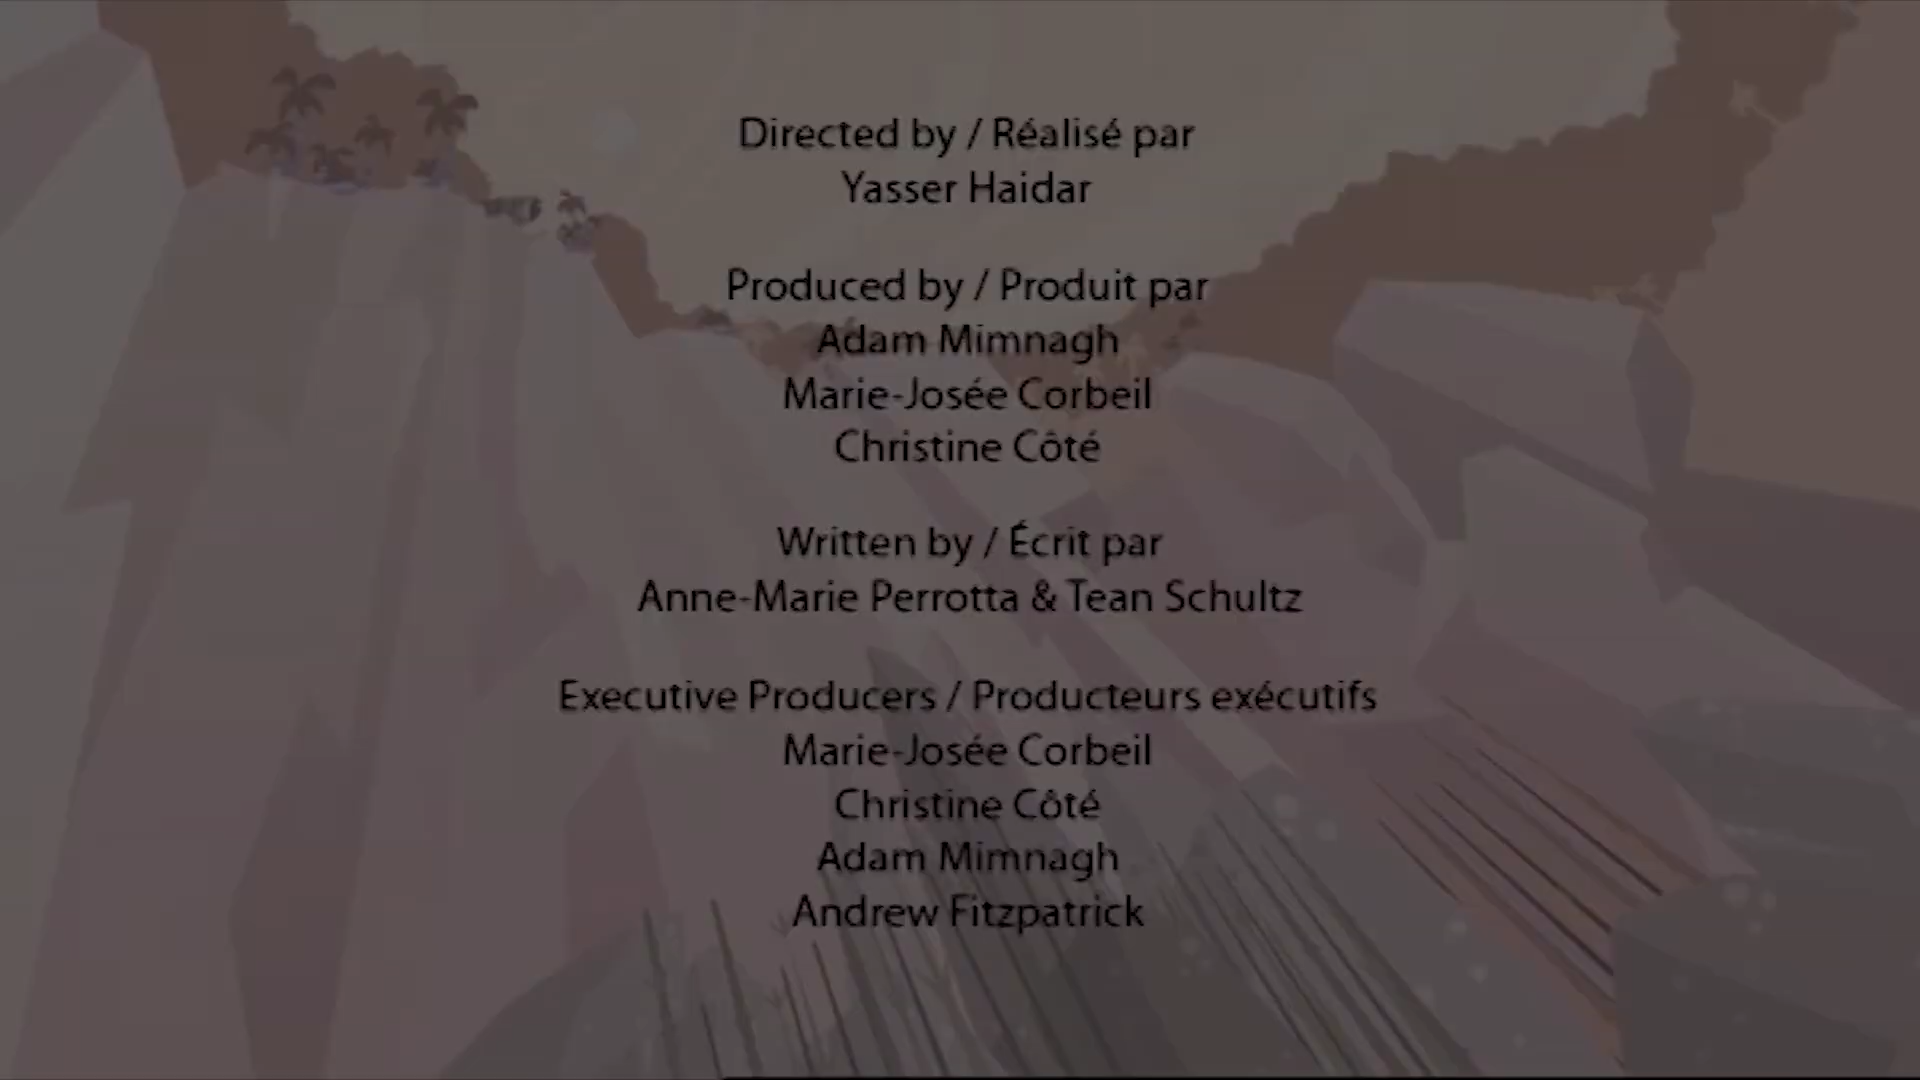 Directed by / Réalisé par
Yasser Haidar
Produced by / Produit par
Adam Mimnagh
Marie-Josée Corbeil
Christine Côté
Written by / Écrit par
Anne-Marie Perrotta & Tean Schultz
Executive Producers / Producteurs exécutifs
Marie-Josée Corbeil
Christine Côté
Adam Mimnagh
Andrew Fitzpatrick